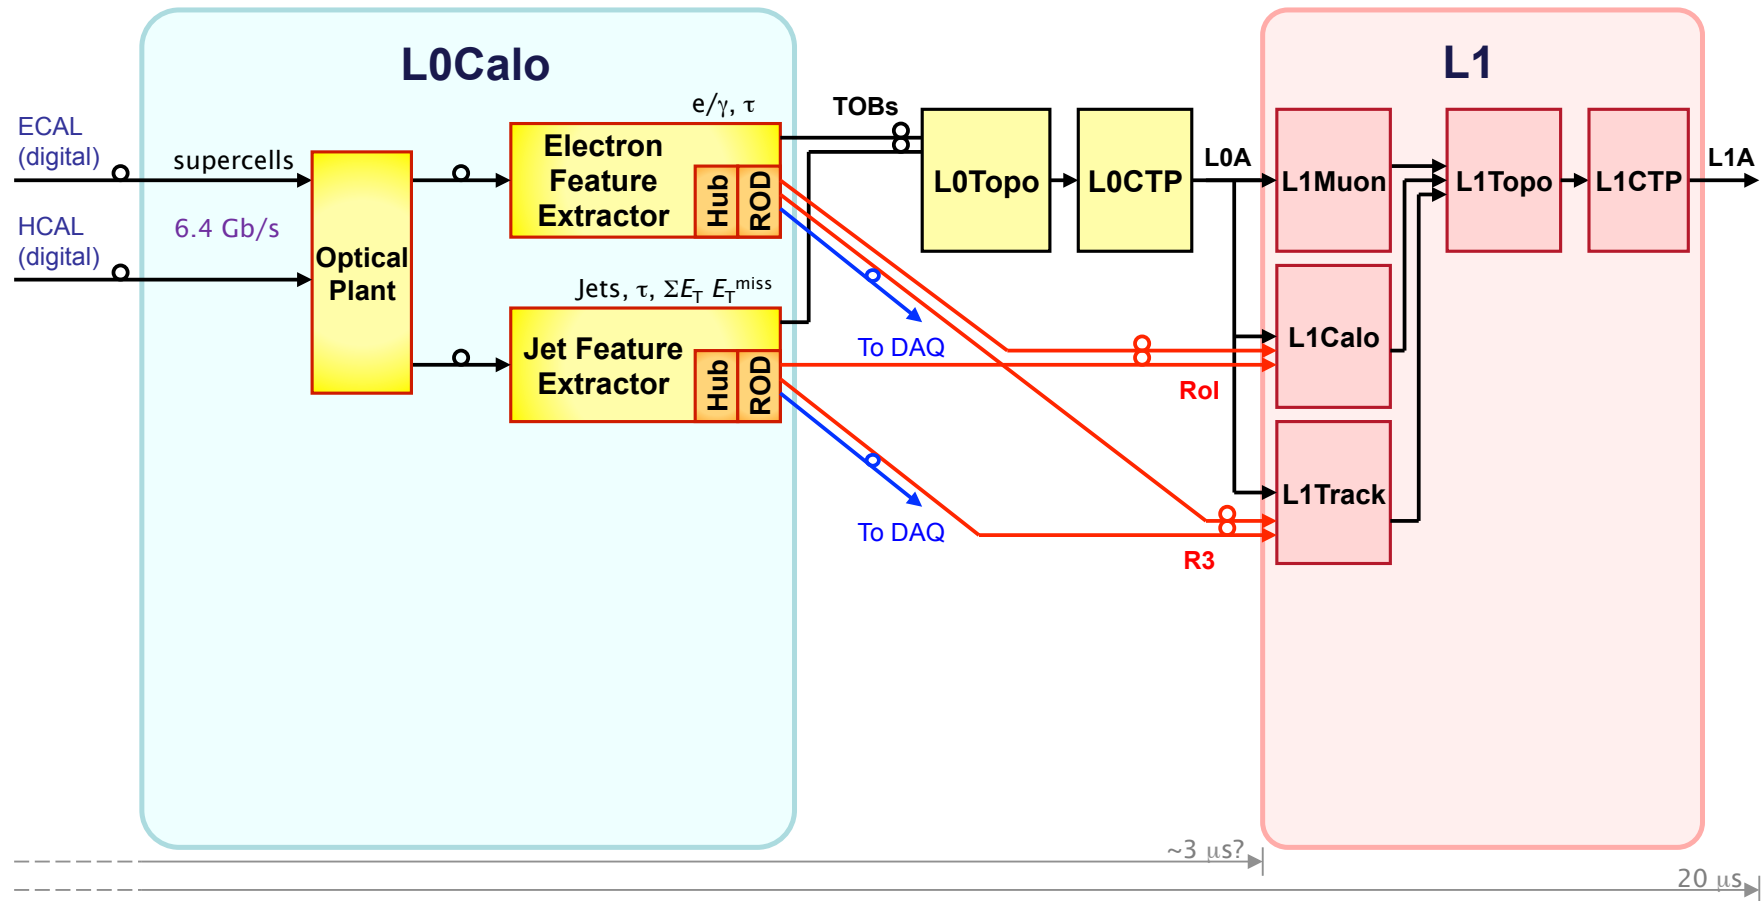 L0Calo
L1
e/γ, τ
TOBs
ECAL
(digital)
supercells
HCAL
(digital)
6.4 Gb/s
Optical
Plant
Electron
Feature
Extractor
Hub
ROD
Jets, τ, ΣE_T E_T^miss
Jet Feature
Extractor
Hub
ROD
To DAQ
To DAQ
L0Topo
L0CTP
L0A
L1Muon
L1Topo
L1CTP
L1A
L1Calo
RoI
L1Track
R3
~3 μs?
20 μs